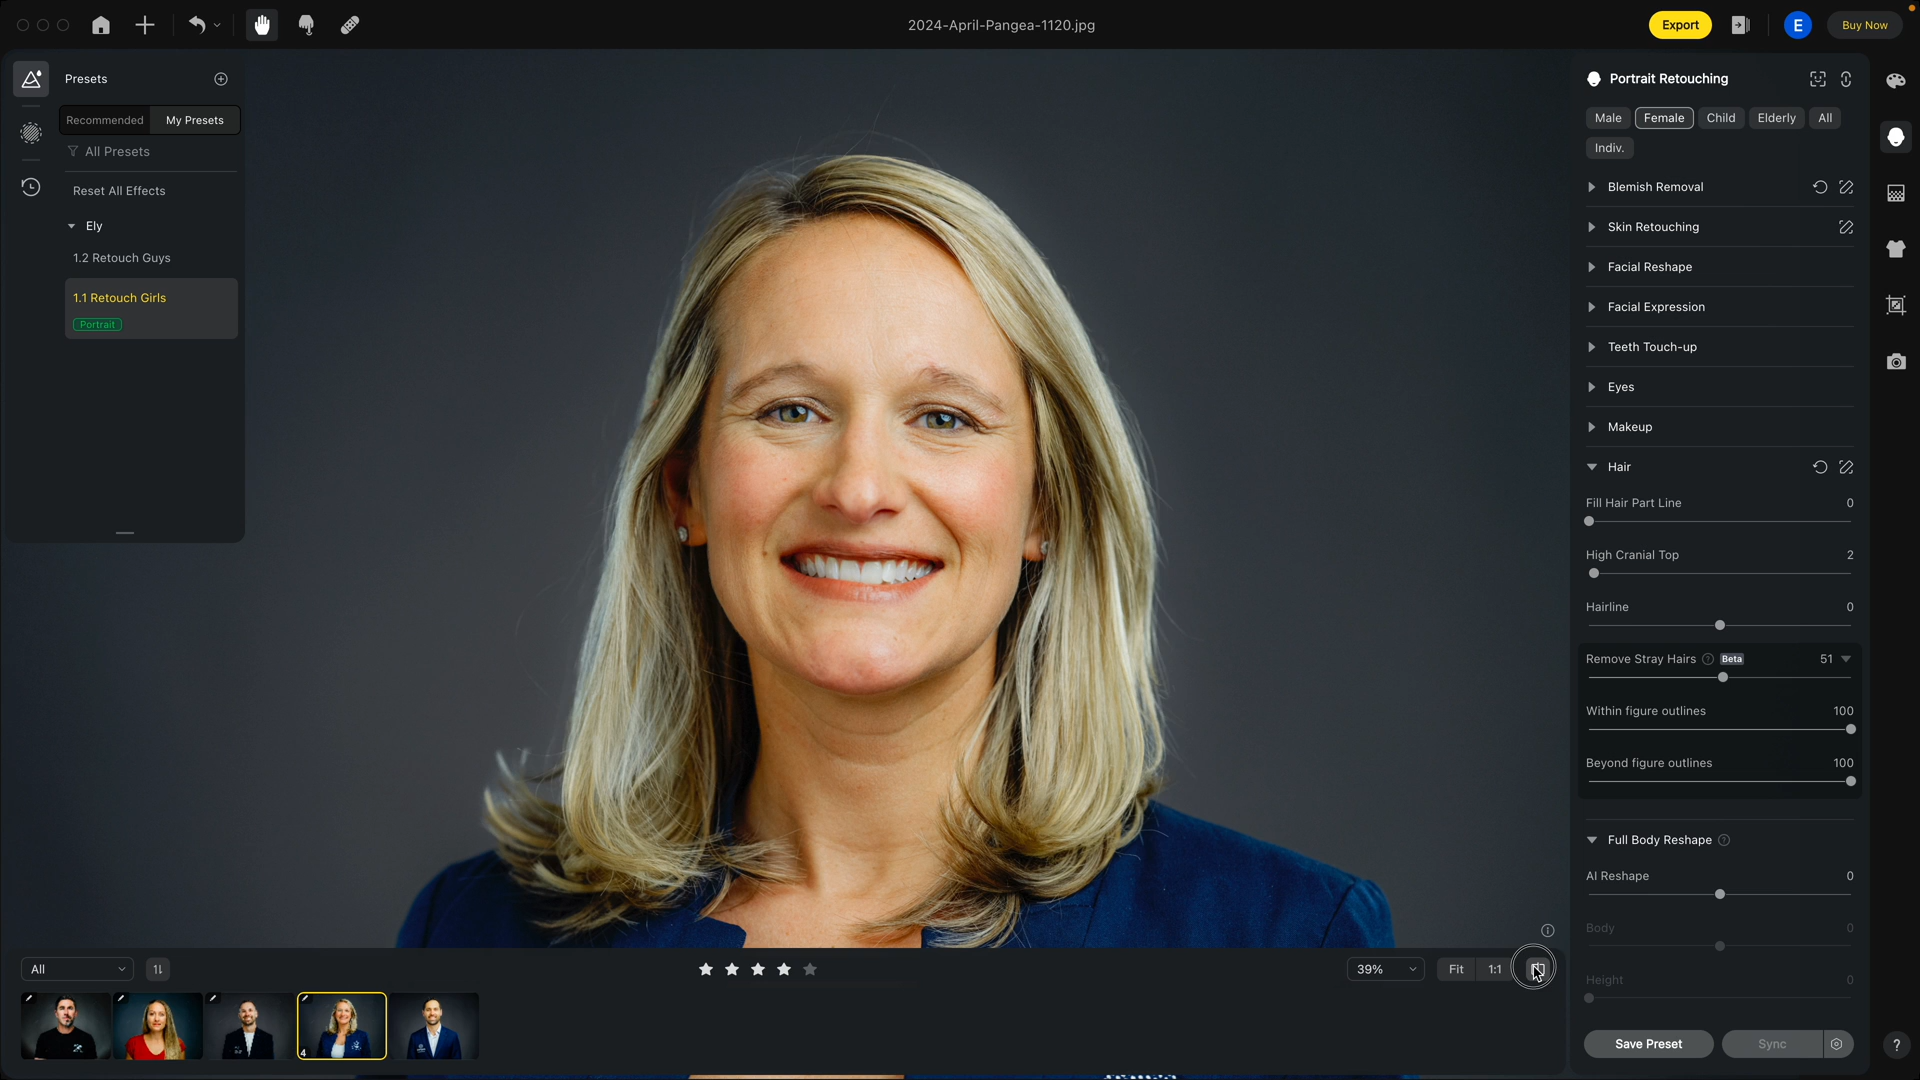 2024-April-Pangea-1120.jpg
Export
E
Buy Now
Presets
Recommended
My Presets
All Presets
Reset All Effects
Ely
1.2 Retouch Guys
1.1 Retouch Girls
Portrait
Portrait Retouching
Male
Female
Child
Elderly
All
Indiv.
Blemish Removal
Skin Retouching
Facial Reshape
Facial Expression
Teeth Touch-up
Eyes
Makeup
Hair
Fill Hair Part Line 0
High Cranial Top 2
Hairline 0
Remove Stray Hairs ? Beta 51
Within figure outlines 100
Beyond figure outlines 100
Full Body Reshape ?
AI Reshape 0
Body 0
Height 0
Save Preset
Sync
?
All
39%
Fit
1:1
4